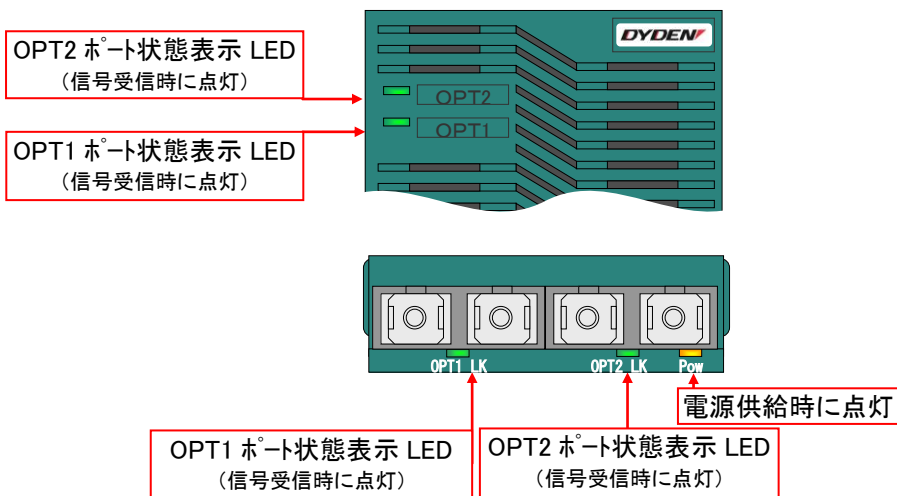 DYDEN
OPT2 ポート状態表示 LED
(信号受信時に点灯)
OPT2
OPT1
OPT1 ポート状態表示 LED
(信号受信時に点灯)
OPT1 LK
OPT2 LK
Pow
電源供給時に点灯
OPT1 ポート状態表示 LED
(信号受信時に点灯)
OPT2 ポート状態表示 LED
(信号受信時に点灯)